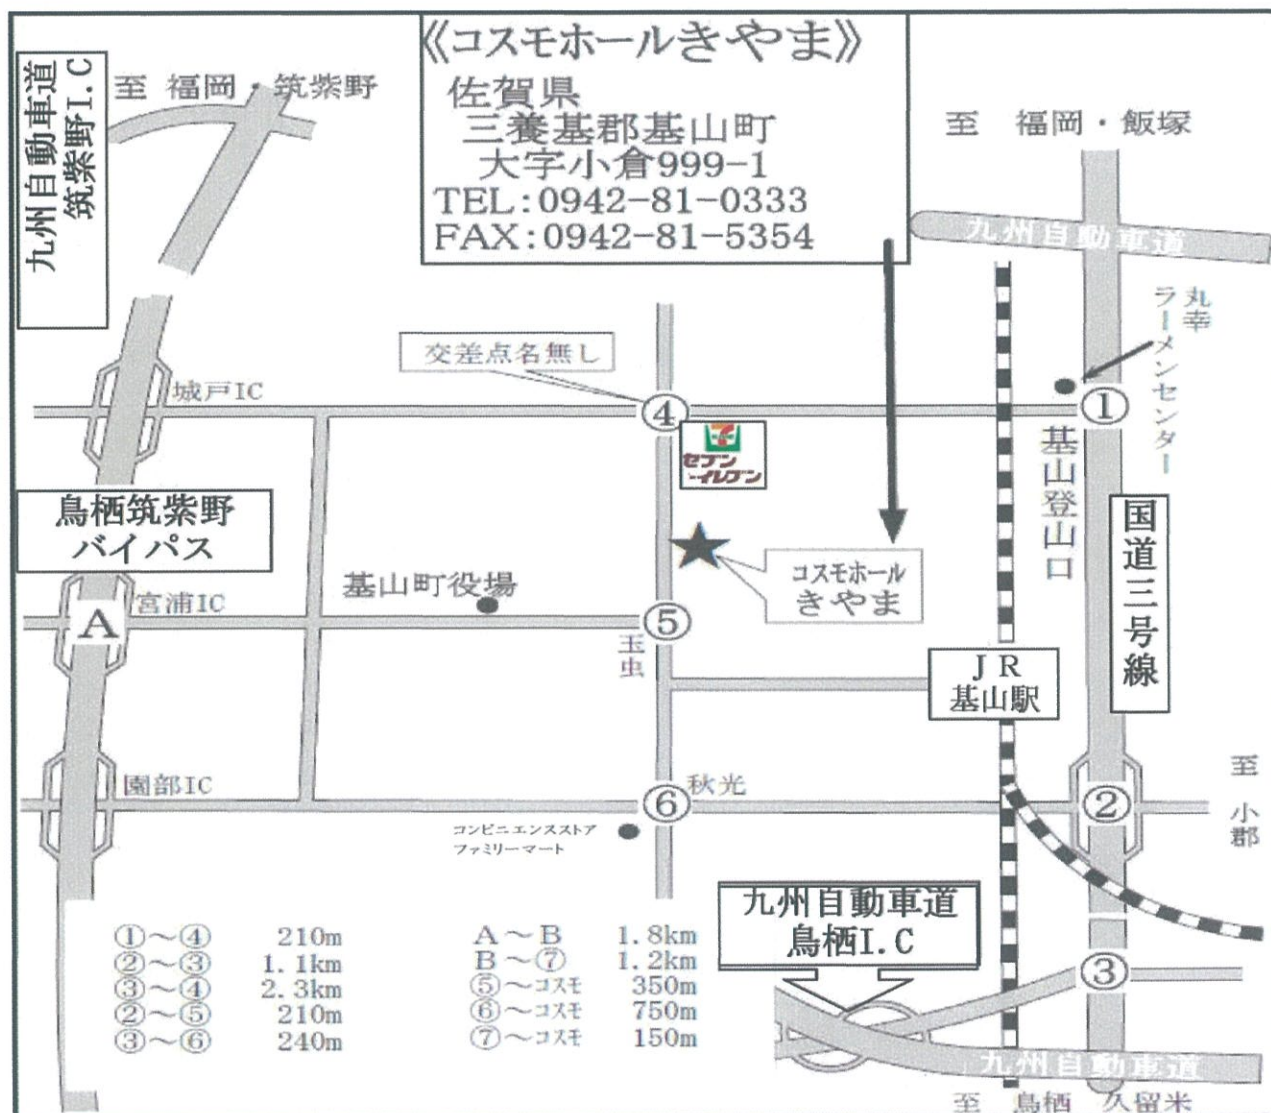 《コスモホールきやま》
佐賀県
三養基郡基山町
大字小倉999-1
TEL:0942-81-0333
FAX:0942-81-5354
九州自動車道
筑紫野I.C
至 福岡・筑紫野
至 福岡・飯塚
九州自動車道
丸幸
ラーメンセンター
交差点名無し
城戸IC
④
①
セブン
-イレブン
基山登山口
鳥栖筑紫野
バイパス
国道三号線
コスモホール
きやま
基山町役場
宮浦IC
A
⑤
玉虫
JR
基山駅
園部IC
⑥
秋光
②
至 小郡
コンビニエンスストア
ファミリーマート
九州自動車道
鳥栖I.C
③
①～④ 210m
②～③ 1.1km
③～④ 2.3km
②～⑤ 210m
③～⑥ 240m
A～B 1.8km
B～⑦ 1.2km
⑤～コスモ 350m
⑥～コスモ 750m
⑦～コスモ 150m
九州自動車道
至 鳥栖 久留米